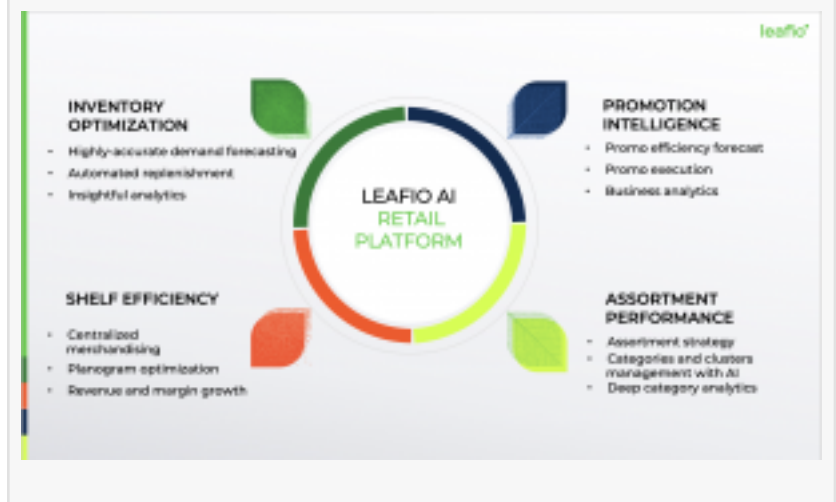 leafio
INVENTORY
OPTIMIZATION
- Highly-accurate demand forecasting
- Automated replenishment
- Insightful analytics
PROMOTION
INTELLIGENCE
- Promo efficiency forecast
- Promo execution
- Business analytics
LEAFIO AI
RETAIL
PLATFORM
SHELF EFFICIENCY
- Centralized
merchandising
- Planogram optimization
- Revenue and margin growth
ASSORTMENT
PERFORMANCE
- Assortment strategy
- Categories and clusters
management with AI
- Deep category analytics